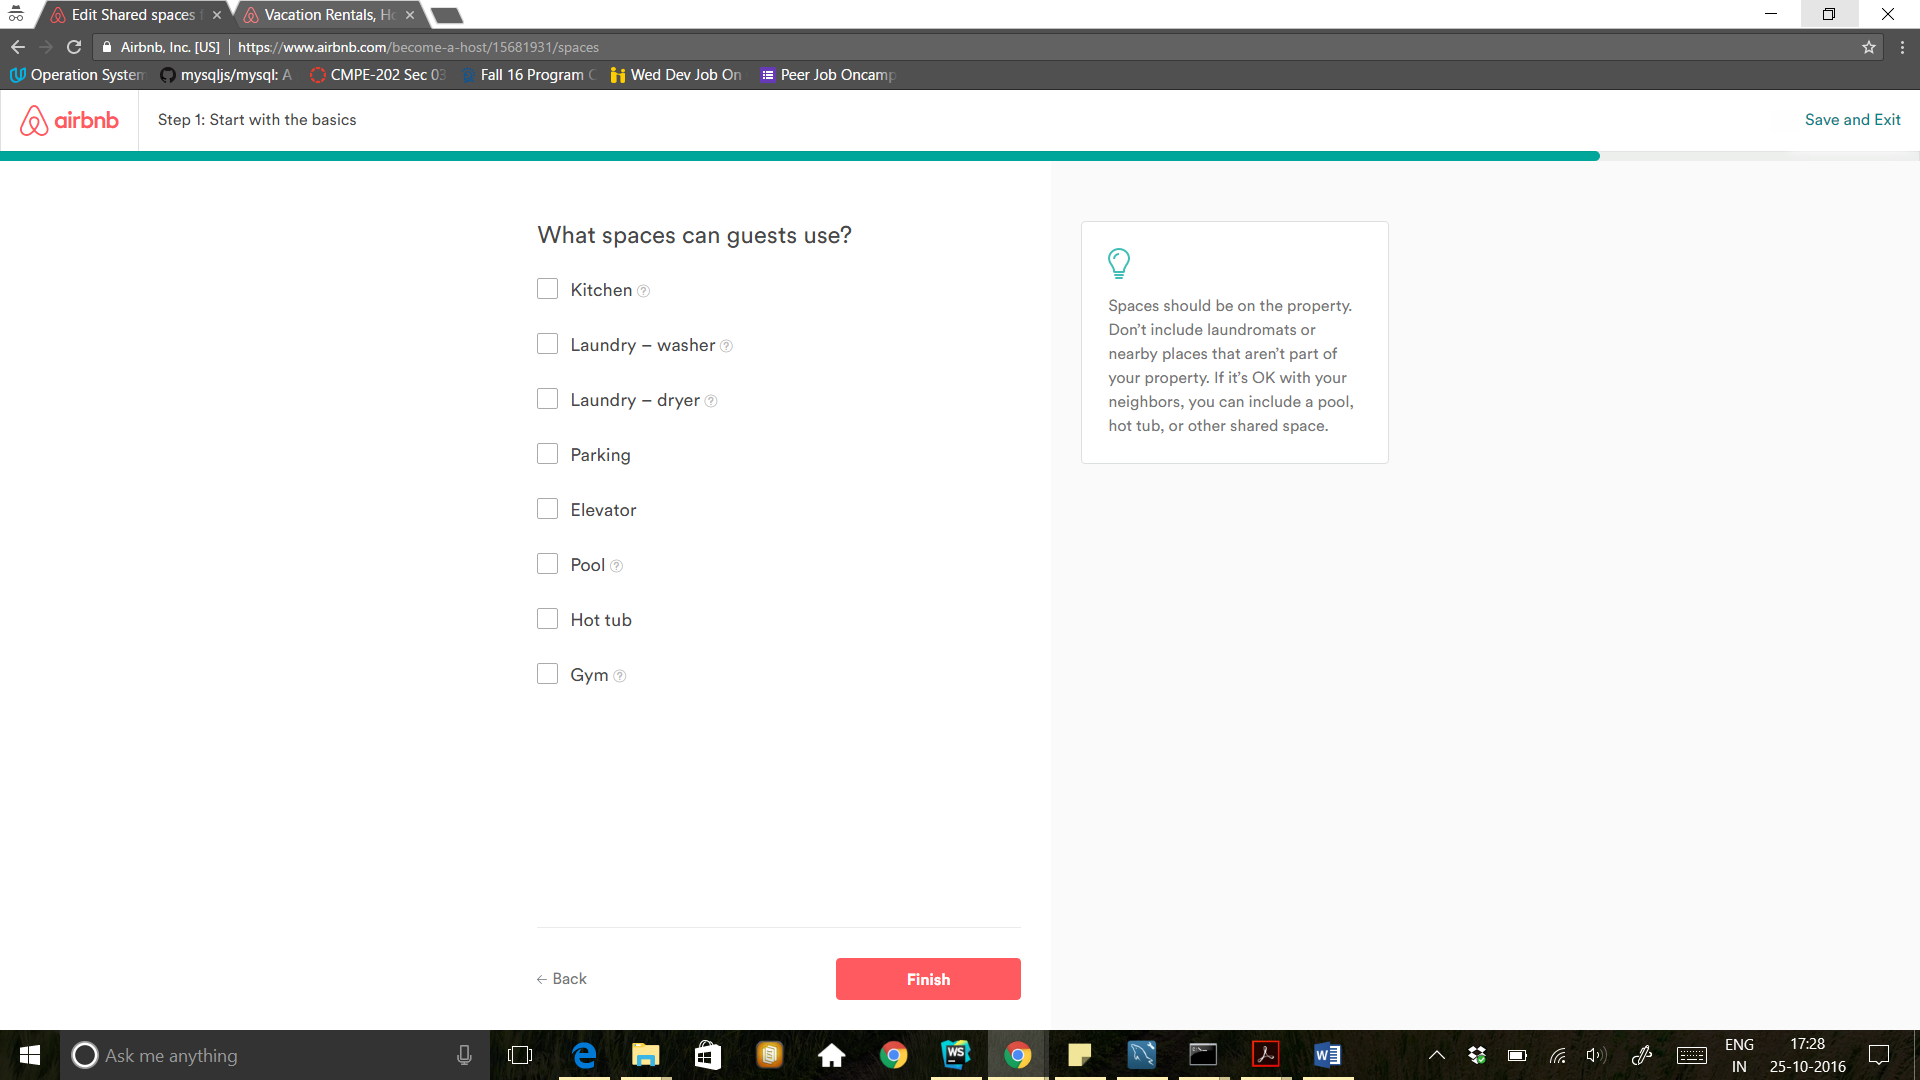 Edit Shared spaces
Vacation Rentals, Ho
Airbnb, Inc. [US]
https://www.airbnb.com/become-a-host/15681931/spaces
Operation System
mysqljs/mysql: A
CMPE-202 Sec 03
Fall 16 Program C
Wed Dev Job On
Peer Job Oncamp
airbnb
Step 1: Start with the basics
Save and Exit
What spaces can guests use?
Kitchen ?
Laundry – washer ?
Laundry – dryer ?
Parking
Elevator
Pool ?
Hot tub
Gym ?
Spaces should be on the property.
Don’t include laundromats or
nearby places that aren’t part of
your property. If it’s OK with your
neighbors, you can include a pool,
hot tub, or other shared space.
← Back
Finish
Ask me anything
WS
ENG
IN
17:28
25-10-2016